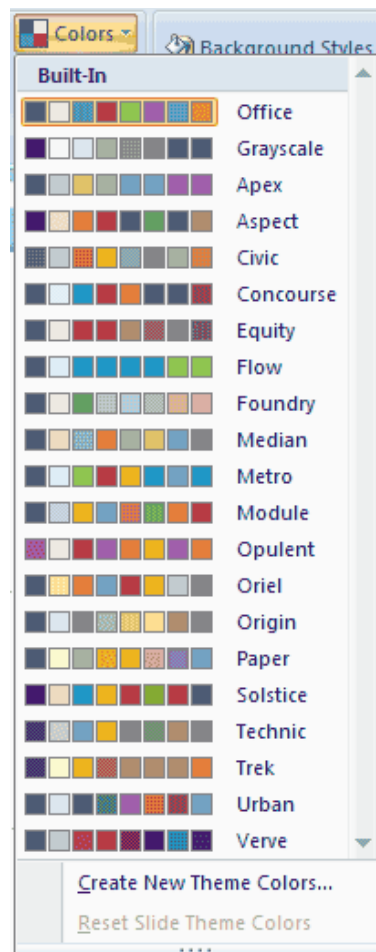 Colors
Background Styles
Built-In
Office
Grayscale
Apex
Aspect
Civic
Concourse
Equity
Flow
Foundry
Median
Metro
Module
Opulent
Oriel
Origin
Paper
Solstice
Technic
Trek
Urban
Verve
Create New Theme Colors...
Reset Slide Theme Colors